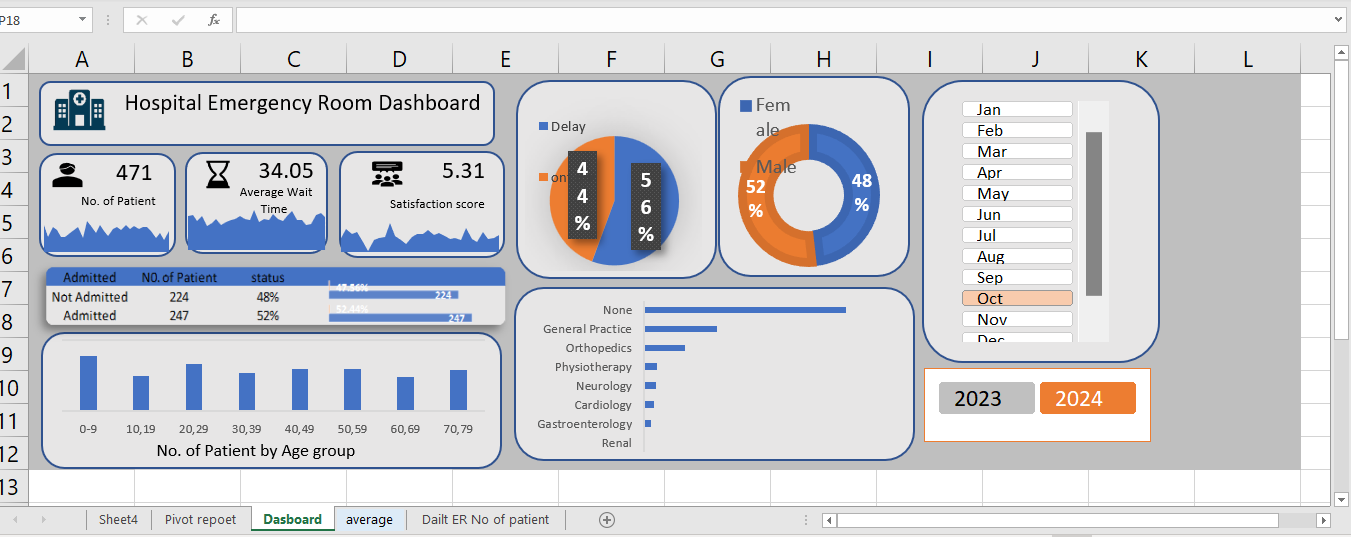 P18
fx
A B C D E F G H I J K L
1
2
3
4
5
6
7
8
9
10
11
12
13
Hospital Emergency Room Dashboard
471
No. of Patient
34.05
Average Wait
Time
5.31
Satisfaction score
Admitted N0. of Patient status
Not Admitted 224 48% 47.56% 224
Admitted 247 52% 52.44% 247
0-9 10,19 20,29 30,39 40,49 50,59 60,69 70,79
No. of Patient by Age group
Delay
on
44%
56%
Fem
ale
Male
52
%
48
%
None
General Practice
Orthopedics
Physiotherapy
Neurology
Cardiology
Gastroenterology
Renal
Jan
Feb
Mar
Apr
May
Jun
Jul
Aug
Sep
Oct
Nov
Dec
2023 2024
Sheet4 Pivot repoet Dasboard average Dailt ER No of patient